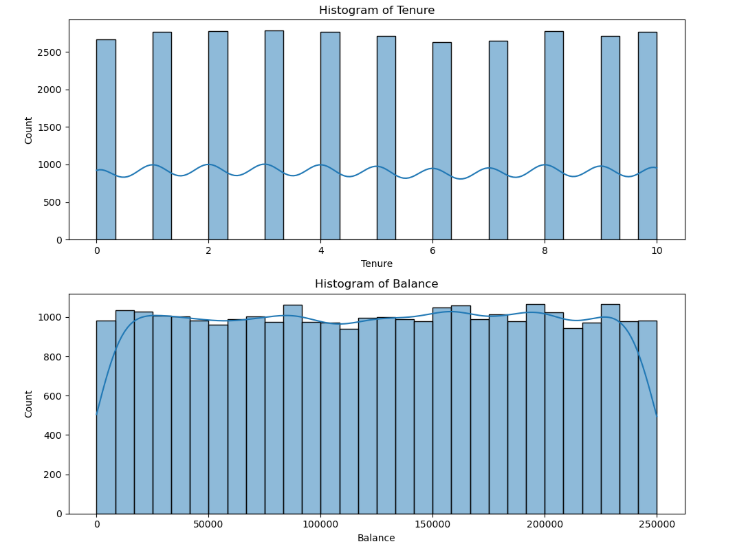 Histogram of Tenure
2500
2000
1500
1000
500
0
Count
0 2 4 6 8 10
Tenure
Histogram of Balance
1000
800
600
400
200
0
Count
0 50000 100000 150000 200000 250000
Balance